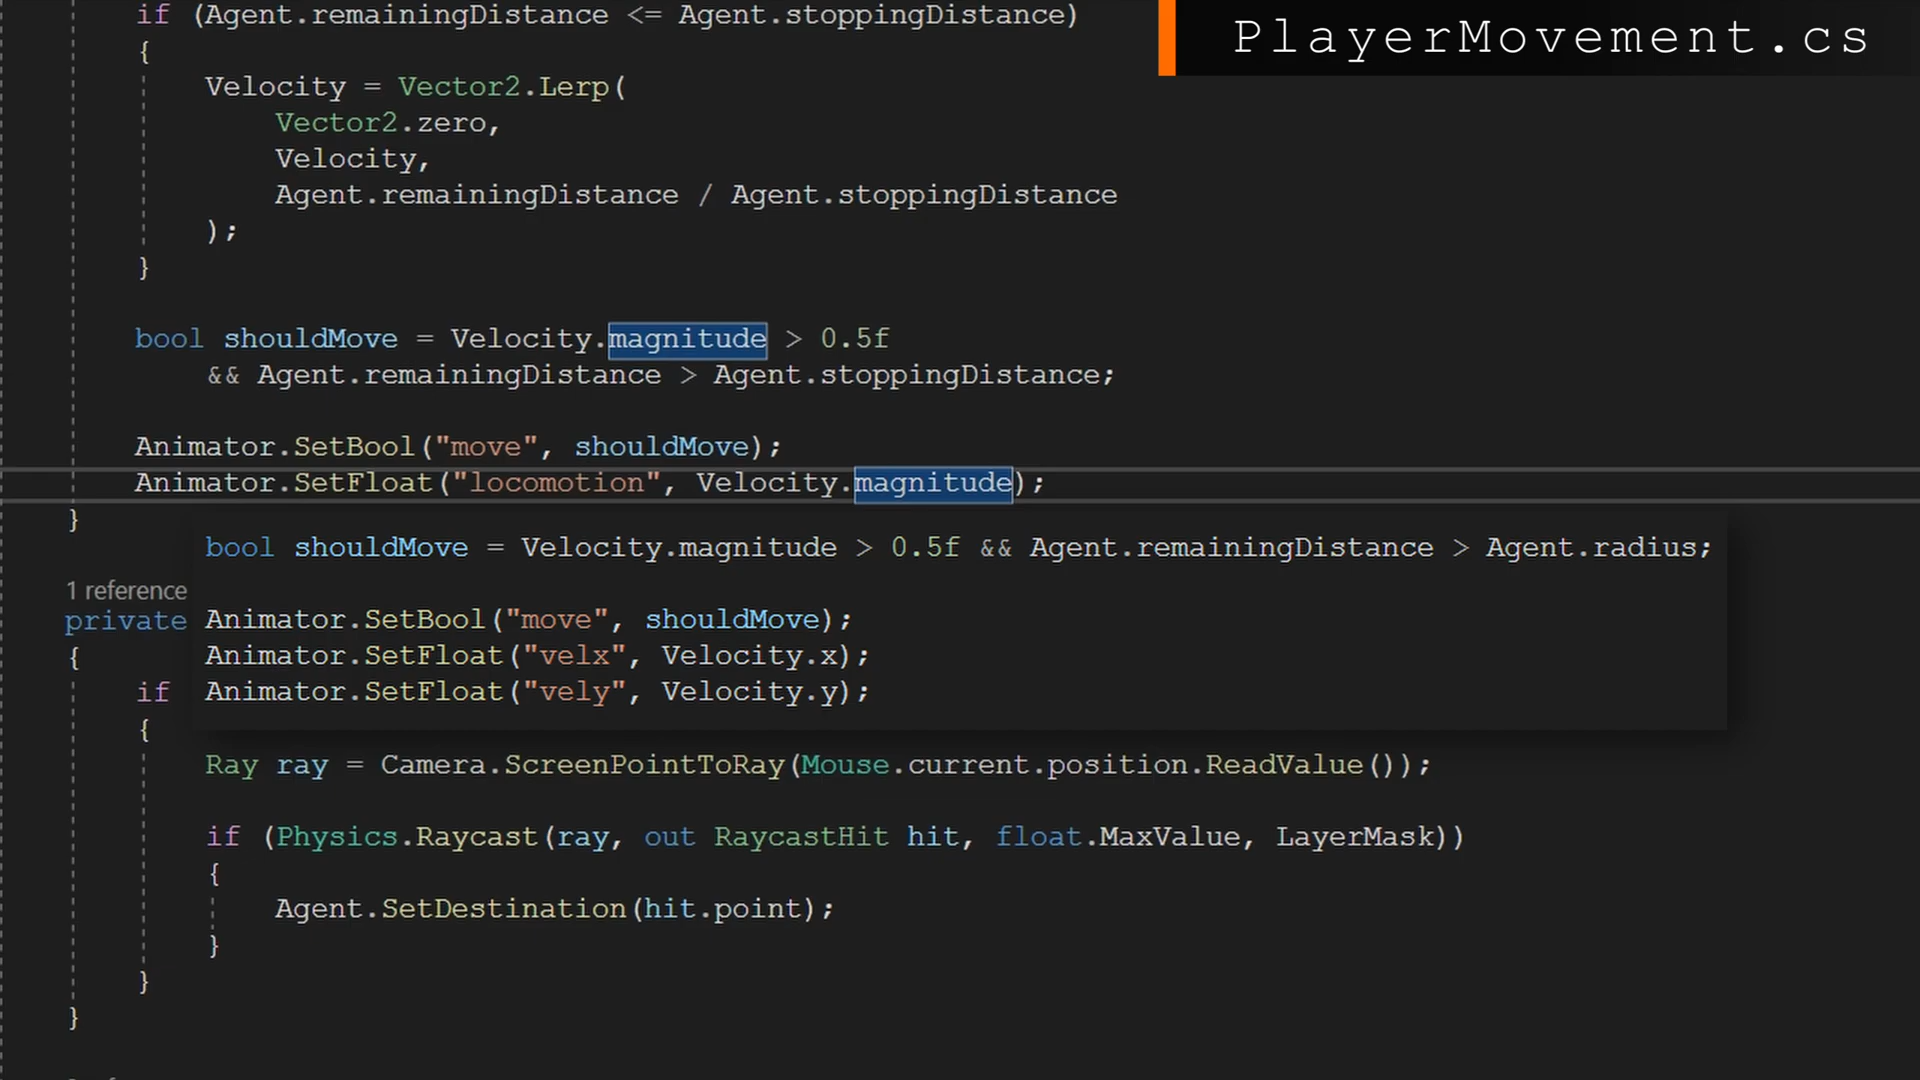 if (Agent.remainingDistance <= Agent.stoppingDistance)
PlayerMovement.cs
{
Velocity = Vector2.Lerp(
Vector2.zero,
Velocity,
Agent.remainingDistance / Agent.stoppingDistance
);
}
bool shouldMove = Velocity.magnitude > 0.5f
&& Agent.remainingDistance > Agent.stoppingDistance;
Animator.SetBool("move", shouldMove);
Animator.SetFloat("locomotion", Velocity.magnitude);
}
bool shouldMove = Velocity.magnitude > 0.5f && Agent.remainingDistance > Agent.radius;
Animator.SetBool("move", shouldMove);
Animator.SetFloat("velx", Velocity.x);
Animator.SetFloat("vely", Velocity.y);
1 reference
private
{
if
{
Ray ray = Camera.ScreenPointToRay(Mouse.current.position.ReadValue());
if (Physics.Raycast(ray, out RaycastHit hit, float.MaxValue, LayerMask))
{
Agent.SetDestination(hit.point);
}
}
}